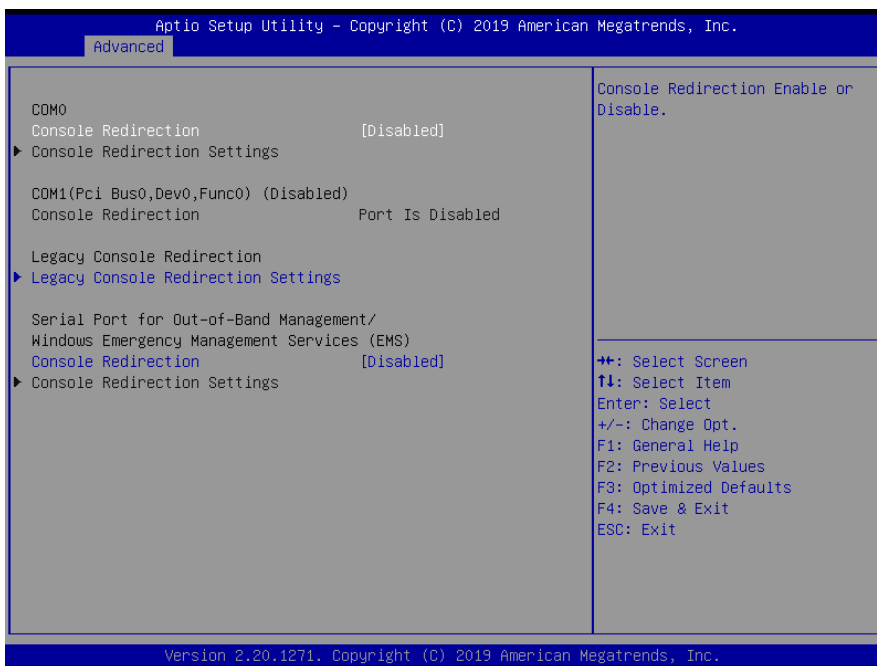 Aptio Setup Utility – Copyright (C) 2019 American Megatrends, Inc.
Advanced
COM0
Console Redirection [Disabled]
▶ Console Redirection Settings
COM1(Pci Bus0,Dev0,Func0) (Disabled)
Console Redirection Port Is Disabled
Legacy Console Redirection
▶ Legacy Console Redirection Settings
Serial Port for Out-of-Band Management/
Windows Emergency Management Services (EMS)
Console Redirection [Disabled]
▶ Console Redirection Settings
Console Redirection Enable or
Disable.
→←: Select Screen
↑↓: Select Item
Enter: Select
+/-: Change Opt.
F1: General Help
F2: Previous Values
F3: Optimized Defaults
F4: Save & Exit
ESC: Exit
Version 2.20.1271. Copyright (C) 2019 American Megatrends, Inc.